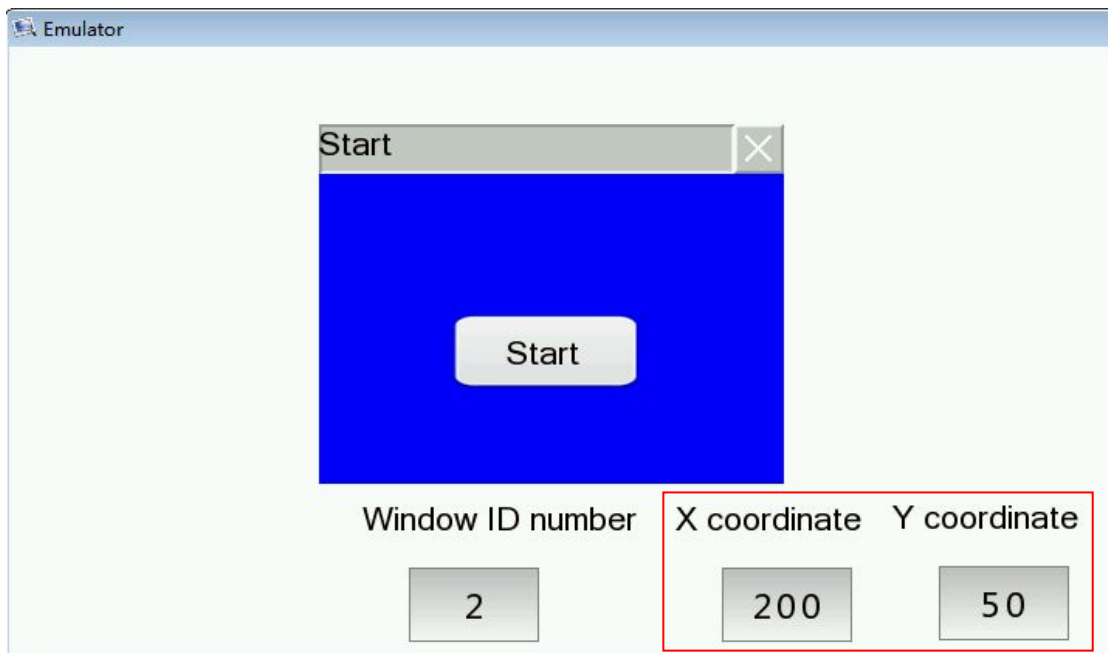 Emulator
Start
Start
Window ID number X coordinate Y coordinate
2 200 50